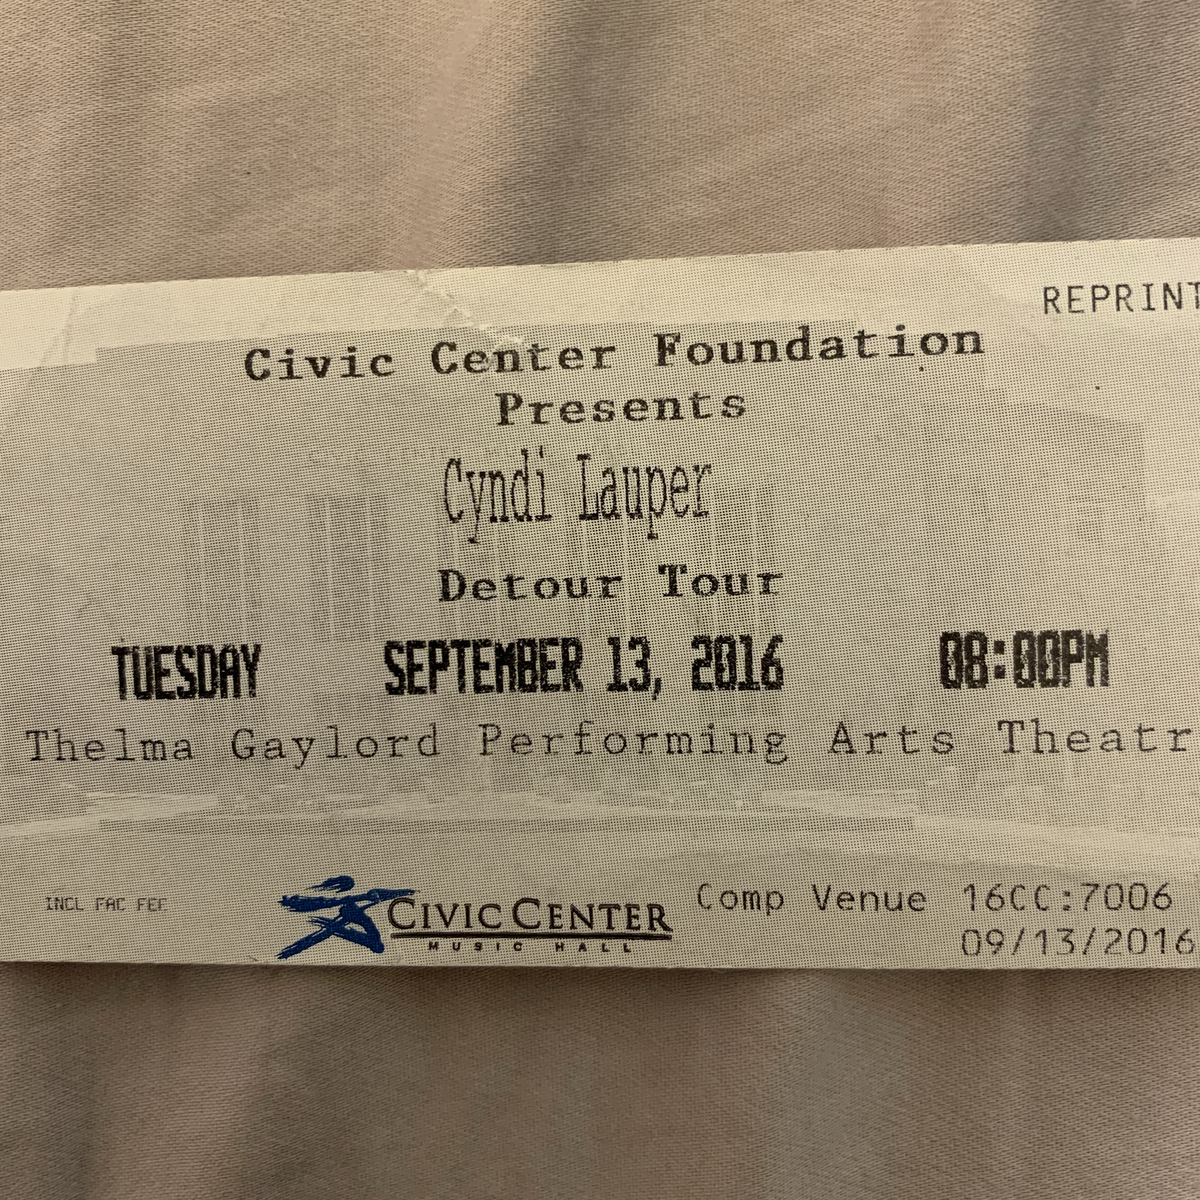 REPRINT
Civic Center Foundation
Presents
Cyndi Lauper
Detour Tour
TUESDAY SEPTEMBER 13, 2016 08:00PM
Thelma Gaylord Performing Arts Theatr
INCL FAC FEE
CIVIC CENTER
MUSIC HALL
Comp Venue 16CC:7006
09/13/2016